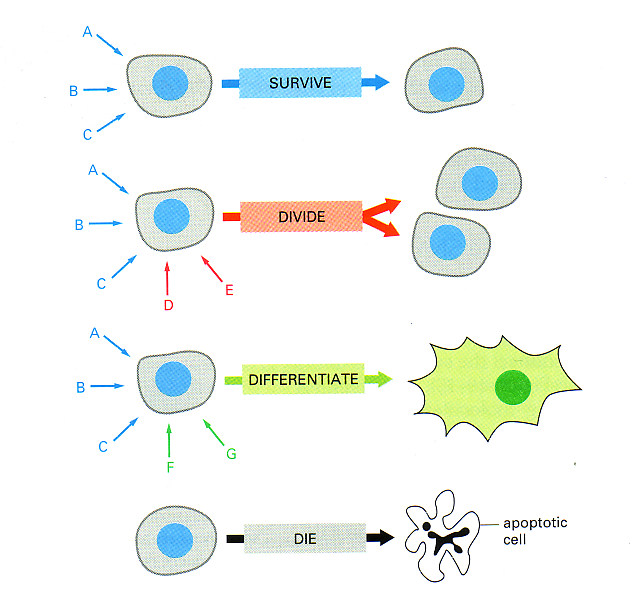 A
B
C
SURVIVE
A
B
C
D
E
DIVIDE
A
B
C
F
G
DIFFERENTIATE
DIE
apoptotic
cell